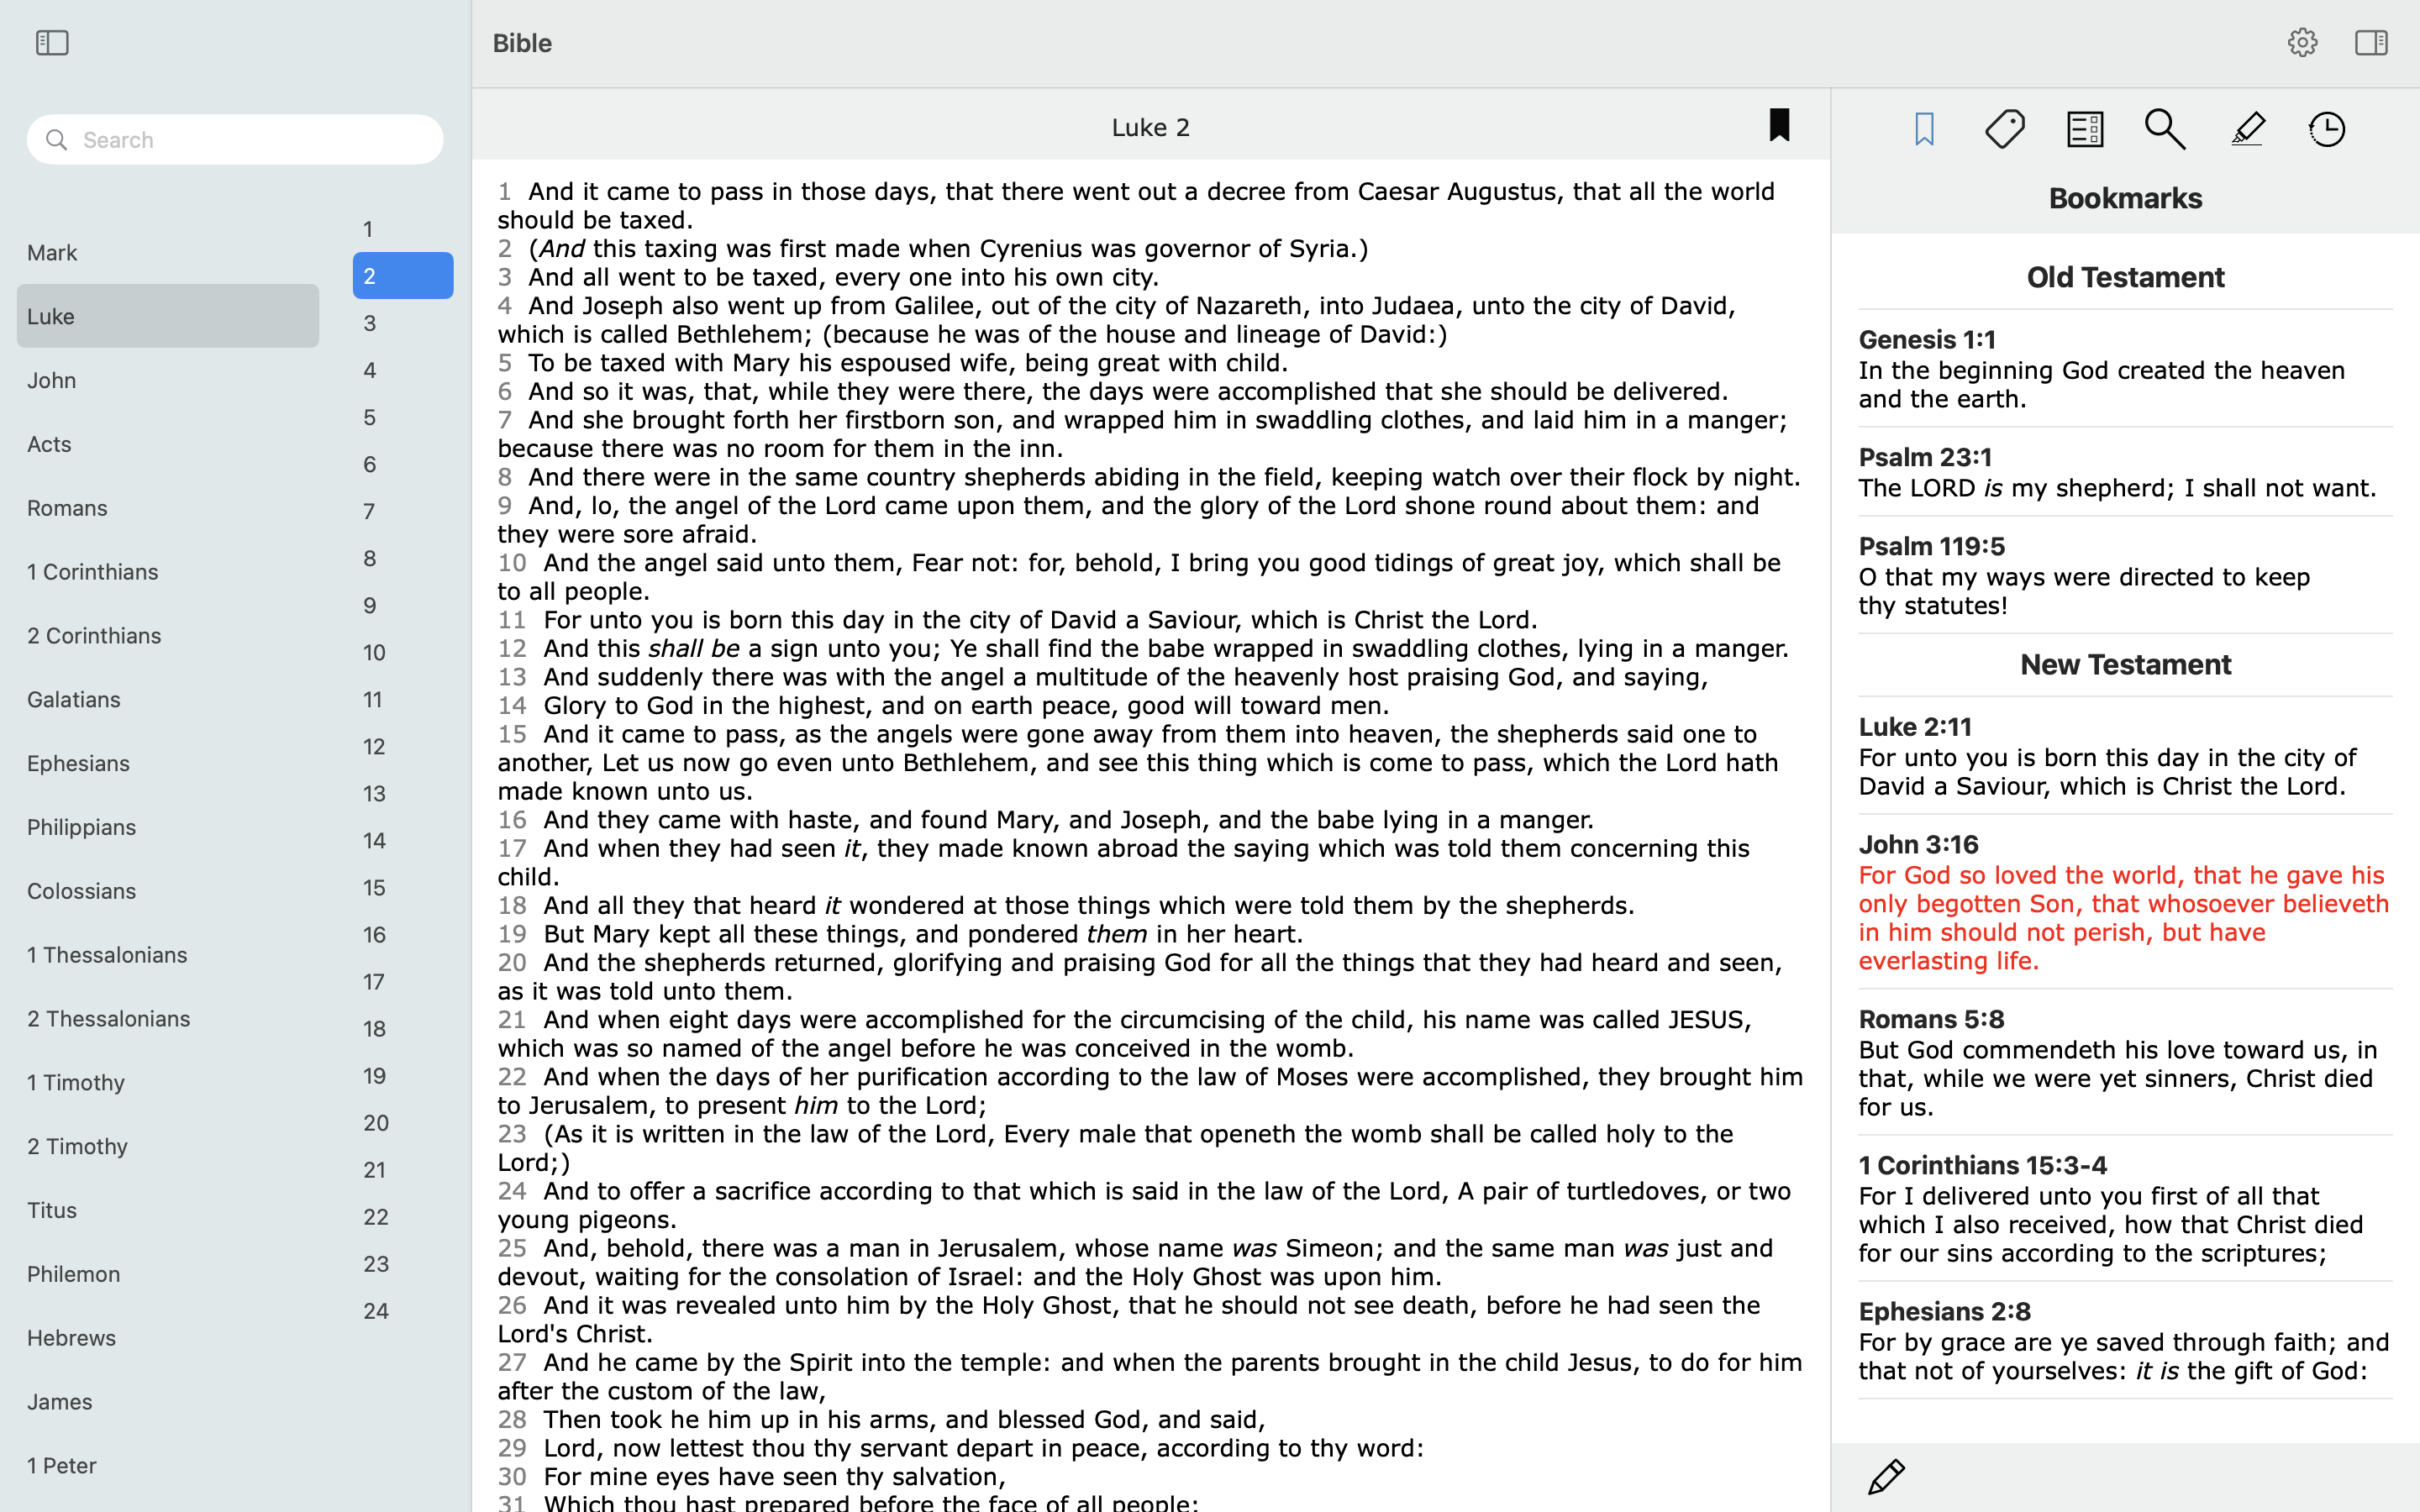 Search
Mark
Luke
John
Acts
Romans
1 Corinthians
2 Corinthians
Galatians
Ephesians
Philippians
Colossians
1 Thessalonians
2 Thessalonians
1 Timothy
2 Timothy
Titus
Philemon
Hebrews
James
1 Peter
1
2
3
4
5
6
7
8
9
10
11
12
13
14
15
16
17
18
19
20
21
22
23
24
Bible
Luke 2
1 And it came to pass in those days, that there went out a decree from Caesar Augustus, that all the world
should be taxed.
2 (And this taxing was first made when Cyrenius was governor of Syria.)
3 And all went to be taxed, every one into his own city.
4 And Joseph also went up from Galilee, out of the city of Nazareth, into Judaea, unto the city of David,
which is called Bethlehem; (because he was of the house and lineage of David:)
5 To be taxed with Mary his espoused wife, being great with child.
6 And so it was, that, while they were there, the days were accomplished that she should be delivered.
7 And she brought forth her firstborn son, and wrapped him in swaddling clothes, and laid him in a manger;
because there was no room for them in the inn.
8 And there were in the same country shepherds abiding in the field, keeping watch over their flock by night.
9 And, lo, the angel of the Lord came upon them, and the glory of the Lord shone round about them: and
they were sore afraid.
10 And the angel said unto them, Fear not: for, behold, I bring you good tidings of great joy, which shall be
to all people.
11 For unto you is born this day in the city of David a Saviour, which is Christ the Lord.
12 And this shall be a sign unto you; Ye shall find the babe wrapped in swaddling clothes, lying in a manger.
13 And suddenly there was with the angel a multitude of the heavenly host praising God, and saying,
14 Glory to God in the highest, and on earth peace, good will toward men.
15 And it came to pass, as the angels were gone away from them into heaven, the shepherds said one to
another, Let us now go even unto Bethlehem, and see this thing which is come to pass, which the Lord hath
made known unto us.
16 And they came with haste, and found Mary, and Joseph, and the babe lying in a manger.
17 And when they had seen it, they made known abroad the saying which was told them concerning this
child.
18 And all they that heard it wondered at those things which were told them by the shepherds.
19 But Mary kept all these things, and pondered them in her heart.
20 And the shepherds returned, glorifying and praising God for all the things that they had heard and seen,
as it was told unto them.
21 And when eight days were accomplished for the circumcising of the child, his name was called JESUS,
which was so named of the angel before he was conceived in the womb.
22 And when the days of her purification according to the law of Moses were accomplished, they brought him
to Jerusalem, to present him to the Lord;
23 (As it is written in the law of the Lord, Every male that openeth the womb shall be called holy to the
Lord;)
24 And to offer a sacrifice according to that which is said in the law of the Lord, A pair of turtledoves, or two
young pigeons.
25 And, behold, there was a man in Jerusalem, whose name was Simeon; and the same man was just and
devout, waiting for the consolation of Israel: and the Holy Ghost was upon him.
26 And it was revealed unto him by the Holy Ghost, that he should not see death, before he had seen the
Lord's Christ.
27 And he came by the Spirit into the temple: and when the parents brought in the child Jesus, to do for him
after the custom of the law,
28 Then took he him up in his arms, and blessed God, and said,
29 Lord, now lettest thou thy servant depart in peace, according to thy word:
30 For mine eyes have seen thy salvation,
31 Which thou hast prepared before the face of all people;
Bookmarks
Old Testament
Genesis 1:1
In the beginning God created the heaven
and the earth.
Psalm 23:1
The LORD is my shepherd; I shall not want.
Psalm 119:5
O that my ways were directed to keep
thy statutes!
New Testament
Luke 2:11
For unto you is born this day in the city of
David a Saviour, which is Christ the Lord.
John 3:16
For God so loved the world, that he gave his
only begotten Son, that whosoever believeth
in him should not perish, but have
everlasting life.
Romans 5:8
But God commendeth his love toward us, in
that, while we were yet sinners, Christ died
for us.
1 Corinthians 15:3-4
For I delivered unto you first of all that
which I also received, how that Christ died
for our sins according to the scriptures;
Ephesians 2:8
For by grace are ye saved through faith; and
that not of yourselves: it is the gift of God: